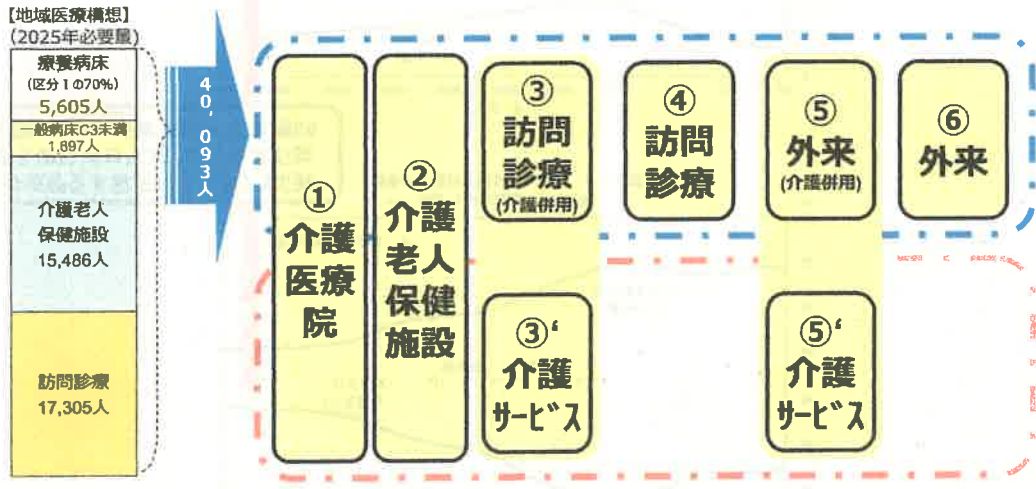 【地域医療構想】
(2025年必要量)
療養病床
(区分1の70%)
5,605人
一般病床C3未満
1,897人
介護老人
保健施設
15,486人
訪問診療
17,305人
40,093人
①
介護
医療
院
②
介護
老人
保健
施設
③
訪問
診療
(介護併用)
④
訪問
診療
⑤
外来
(介護併用)
⑥
外来
③‘
介護
サービス
⑤‘
介護
サービス